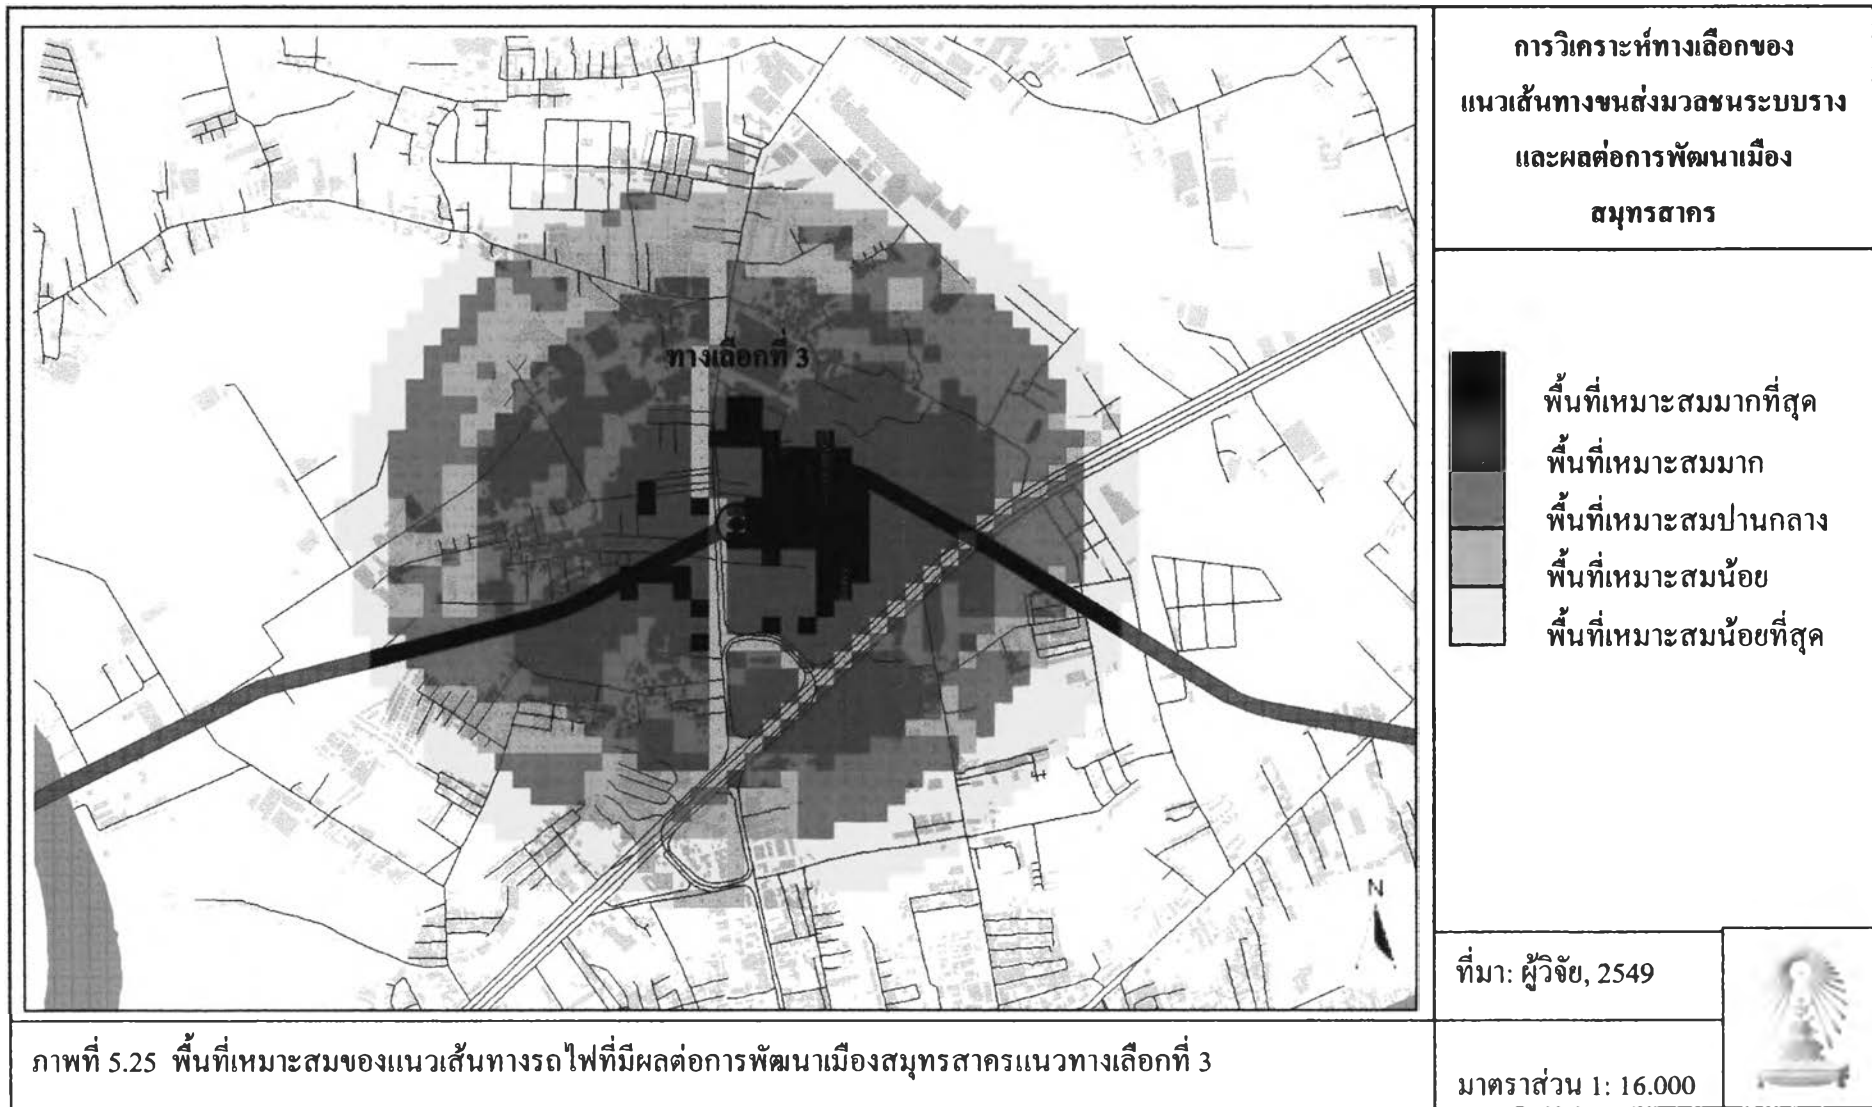 การวิเคราะห์ทางเลือกของ
แนวเส้นทางขนส่งมวลชนระบบราง
และผลต่อการพัฒนาเมือง
สมุทรสาคร
ทางเลือกที่ 3
พื้นที่เหมาะสมมากที่สุด
พื้นที่เหมาะสมมาก
พื้นที่เหมาะสมปานกลาง
พื้นที่เหมาะสมน้อย
พื้นที่เหมาะสมน้อยที่สุด
N
ที่มา: ผู้วิจัย, 2549
มาตราส่วน 1: 16.000
ภาพที่ 5.25 พื้นที่เหมาะสมของแนวเส้นทางรถไฟที่มีผลต่อการพัฒนาเมืองสมุทรสาครแนวทางเลือกที่ 3